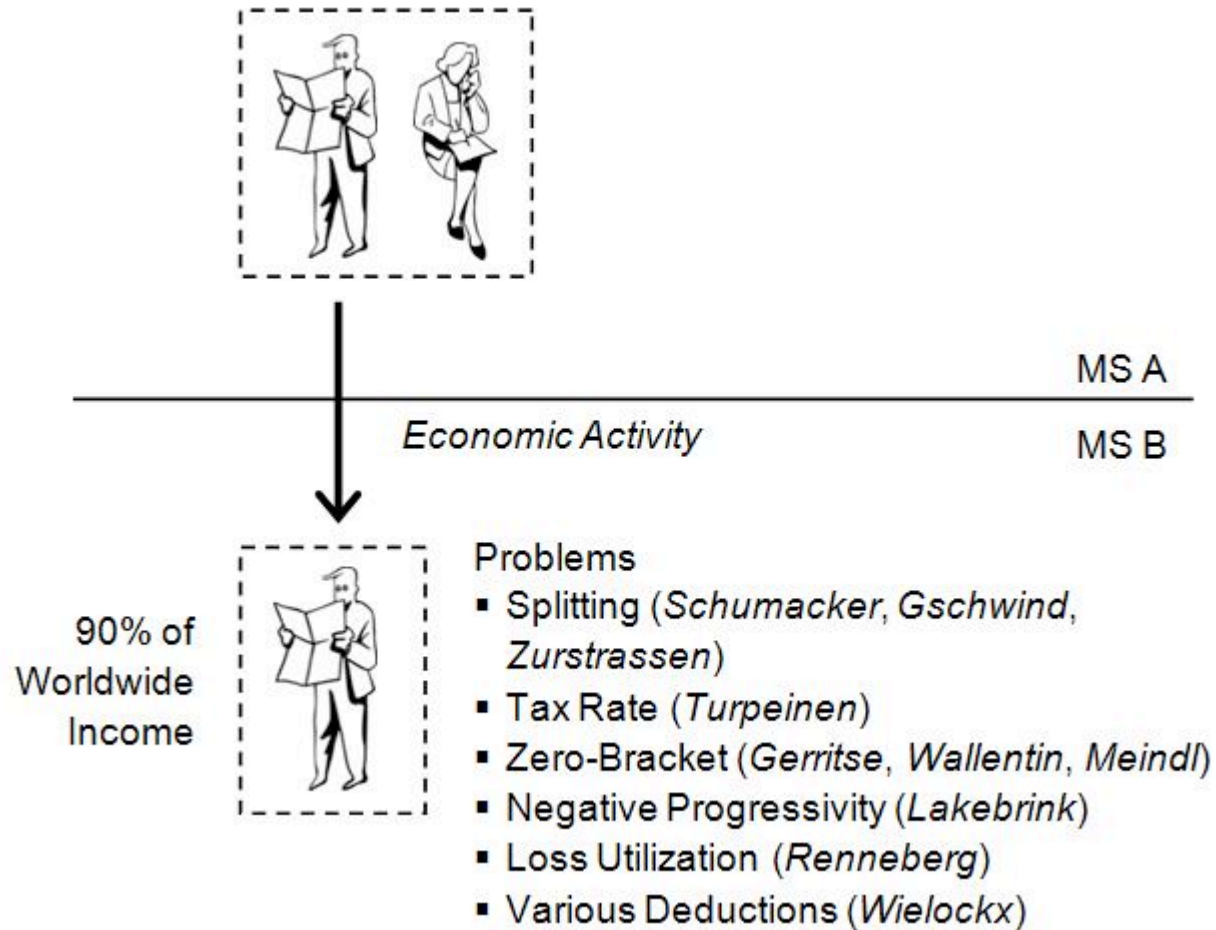 MS A
Economic Activity
MS B
90% of
Worldwide
Income
Problems
▪ Splitting (Schumacker, Gschwind,
Zurstrassen)
▪ Tax Rate (Turpeinen)
▪ Zero-Bracket (Gerritse, Wallentin, Meindl)
▪ Negative Progressivity (Lakebrink)
▪ Loss Utilization (Renneberg)
▪ Various Deductions (Wielockx)